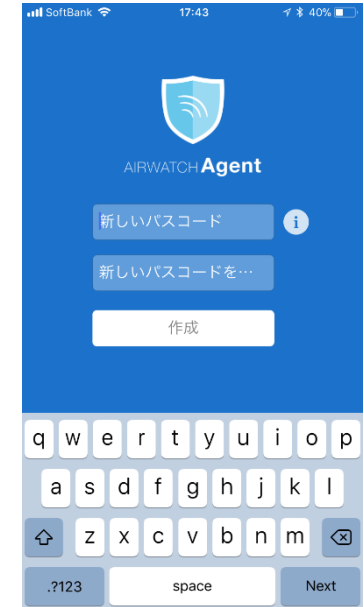 SoftBank 17:43 40%
AIRWATCH Agent
新しいパスコード i
新しいパスコードを…
作成
q w e r t y u i o p
a s d f g h j k l
z x c v b n m
.?123 space Next